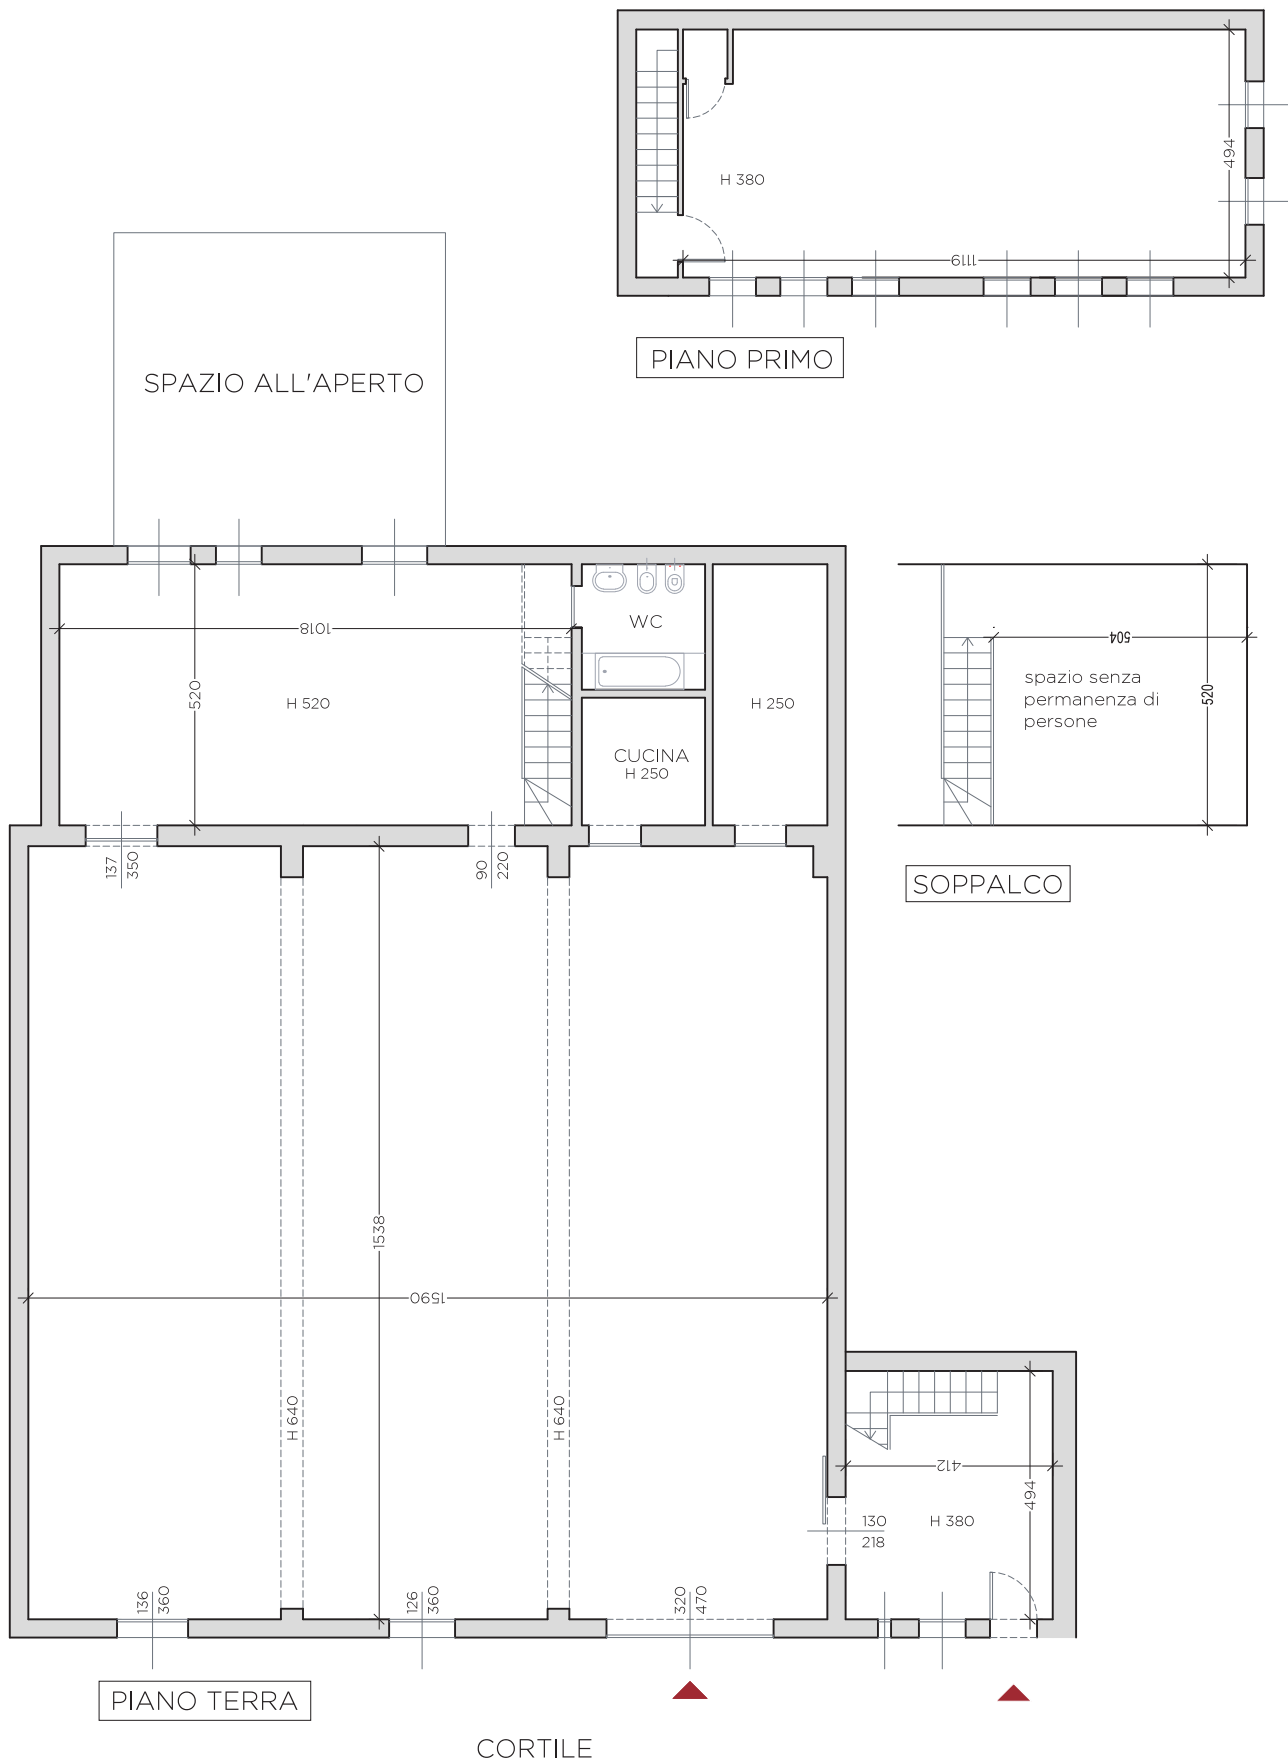 494
H 380
1119
PIANO PRIMO
SPAZIO ALL'APERTO
WC
1018
504
520
H 520
H 250
spazio senza
permanenza di
persone
520
CUCINA
H 250
137
350
90
220
SOPPALCO
1538
1590
H 640
H 640
412
494
130
218
H 380
136
360
126
360
320
470
PIANO TERRA
CORTILE